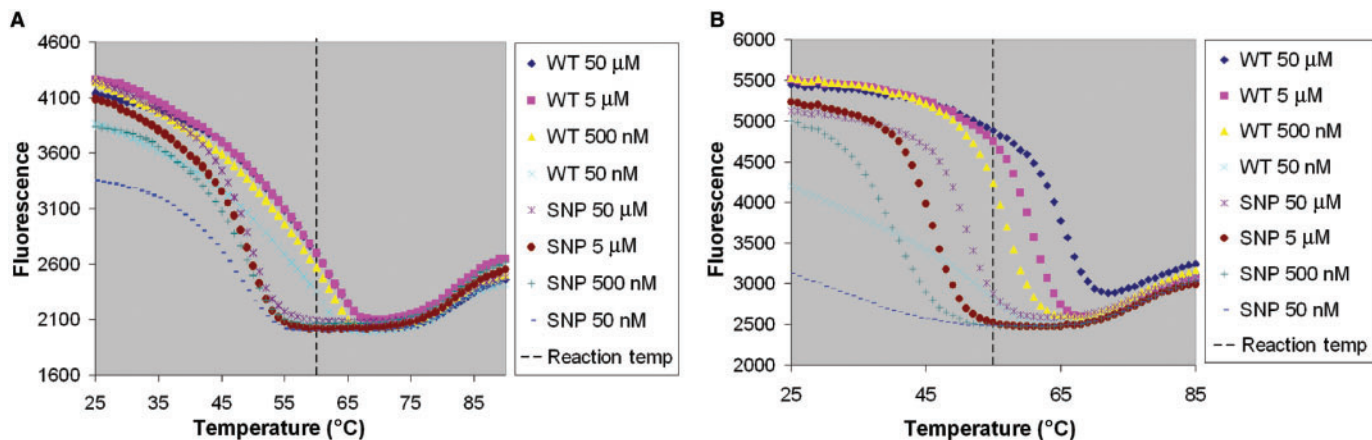 A
4600
4100
3600
3100
2600
2100
1600
Fluorescence
25 35 45 55 65 75 85
Temperature (°C)
WT 50 µM
WT 5 µM
WT 500 nM
WT 50 nM
SNP 50 µM
SNP 5 µM
SNP 500 nM
SNP 50 nM
Reaction temp
B
6000
5500
5000
4500
4000
3500
3000
2500
2000
Fluorescence
25 45 65 85
Temperature (°C)
WT 50 µM
WT 5 µM
WT 500 nM
WT 50 nM
SNP 50 µM
SNP 5 µM
SNP 500 nM
SNP 50 nM
Reaction temp